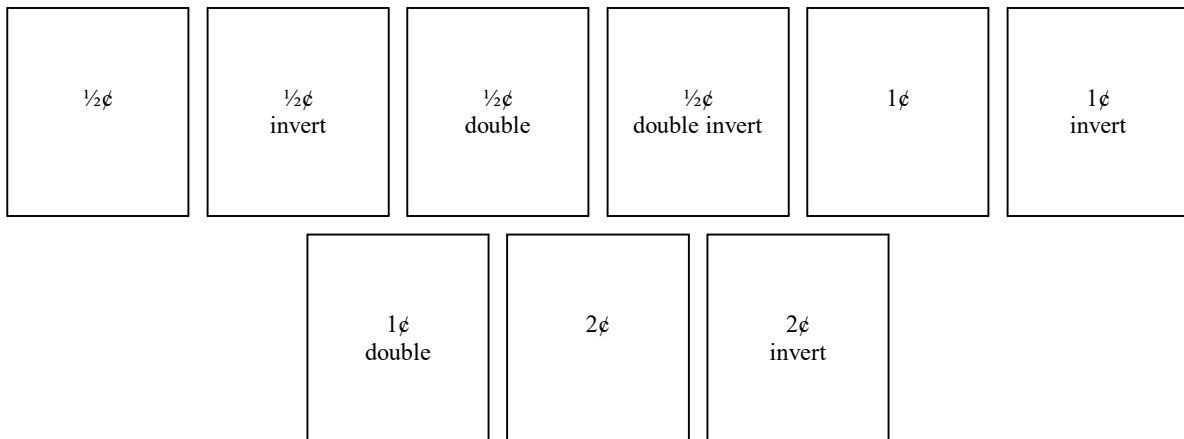 ½¢
½¢
invert
½¢
double
½¢
double invert
1¢
1¢
invert
1¢
double
2¢
2¢
invert